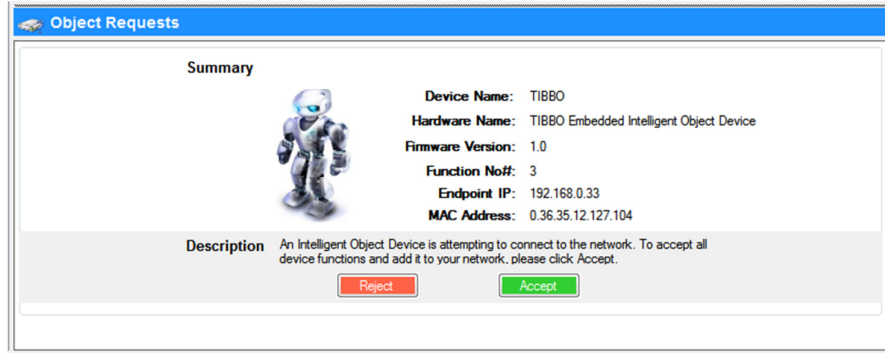 Object Requests
Summary
Device Name: TIBBO
Hardware Name: TIBBO Embedded Intelligent Object Device
Firmware Version: 1.0
Function No#: 3
Endpoint IP: 192.168.0.33
MAC Address: 0.36.35.12.127.104
Description An Intelligent Object Device is attempting to connect to the network. To accept all
device functions and add it to your network, please click Accept.
Reject Accept